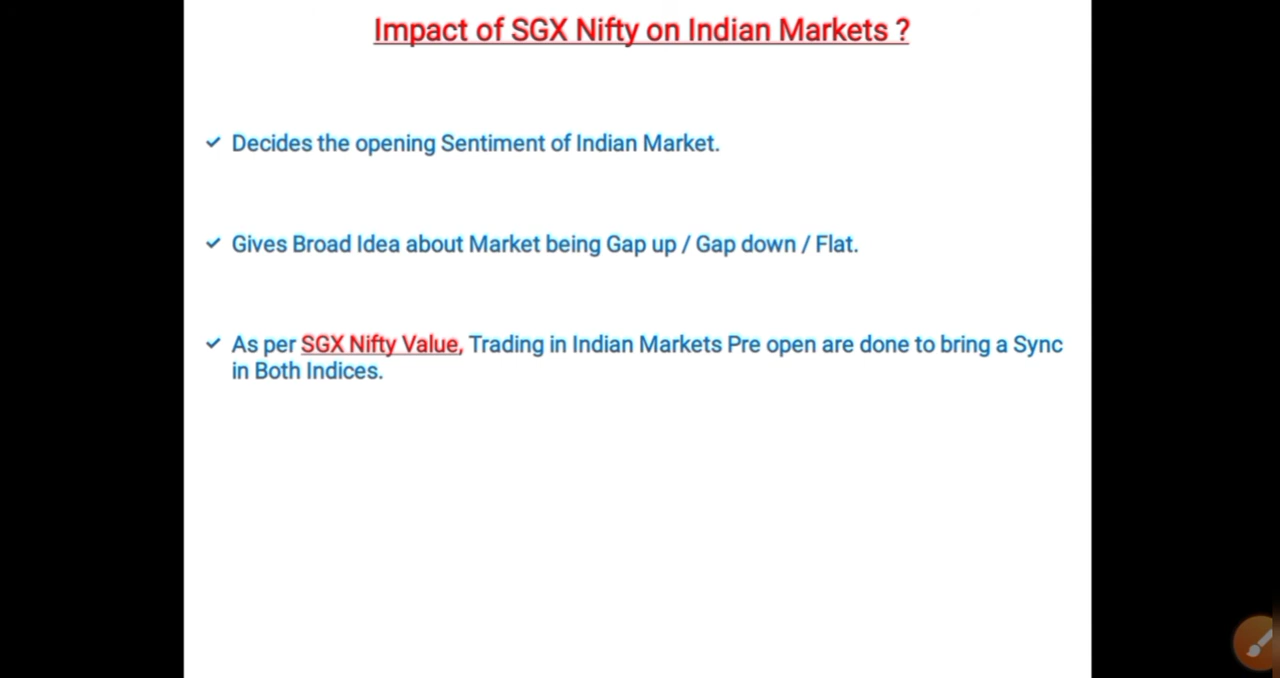 Impact of SGX Nifty on Indian Markets ?
Decides the opening Sentiment of Indian Market.
Gives Broad Idea about Market being Gap up / Gap down / Flat.
As per SGX Nifty Value, Trading in Indian Markets Pre open are done to bring a Sync
in Both Indices.